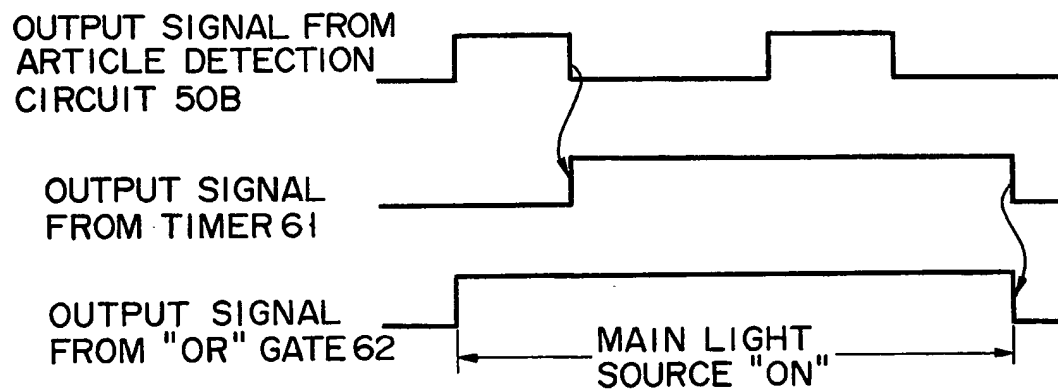 OUTPUT SIGNAL FROM
ARTICLE DETECTION
CIRCUIT 50B
OUTPUT SIGNAL
FROM TIMER 61
OUTPUT SIGNAL
FROM "OR" GATE 62
MAIN LIGHT
SOURCE "ON"